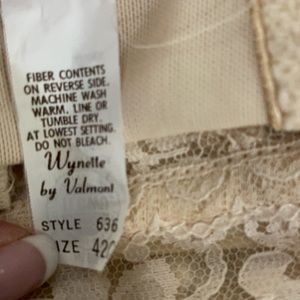 FIBER CONTENTS
ON REVERSE SIDE.
MACHINE WASH
WARM. LINE OR
TUMBLE DRY.
AT LOWEST SETTING.
DO NOT BLEACH.
Wynette
by Valmont
STYLE 636